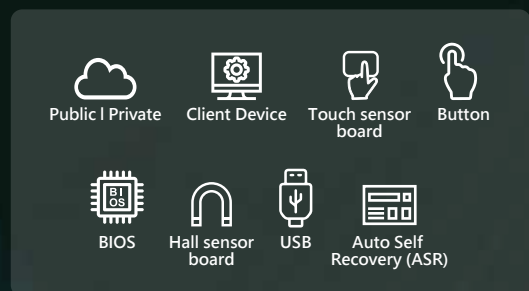 Public l Private
Client Device
Touch sensor
board
Button
BI
OS
BIOS
Hall sensor
board
USB
Auto Self
Recovery (ASR)